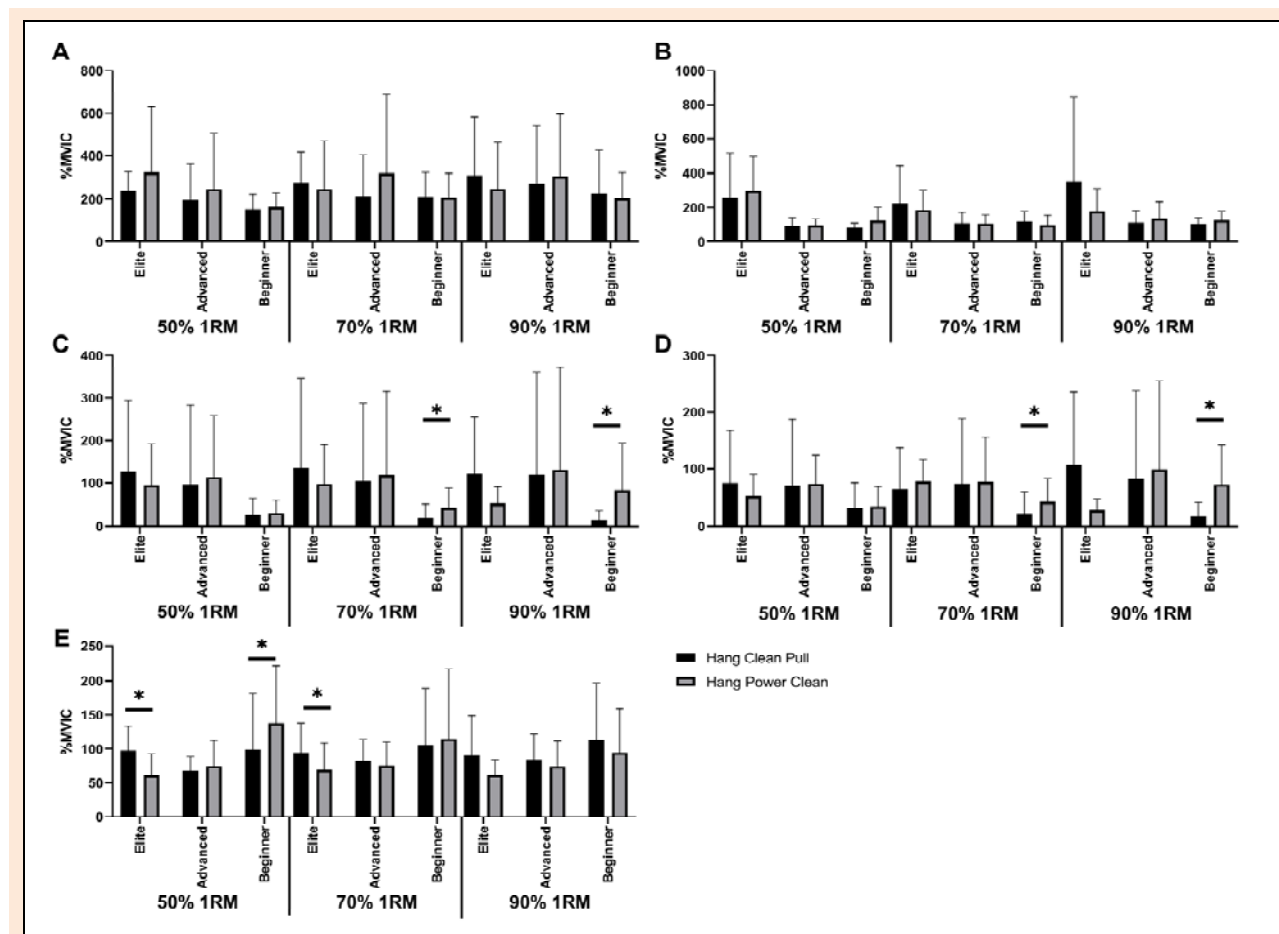 A
%MVIC
800
600
400
200
0
Elite
Advanced
Beginner
Elite
Advanced
Beginner
Elite
Advanced
Beginner
50% 1RM
70% 1RM
90% 1RM
B
%MVIC
1000
800
600
400
200
0
Elite
Advanced
Beginner
Elite
Advanced
Beginner
Elite
Advanced
Beginner
50% 1RM
70% 1RM
90% 1RM
C
%MVIC
400
300
200
100
0
*
*
Elite
Advanced
Beginner
Elite
Advanced
Beginner
Elite
Advanced
Beginner
50% 1RM
70% 1RM
90% 1RM
D
%MVIC
300
200
100
0
*
*
Elite
Advanced
Beginner
Elite
Advanced
Beginner
Elite
Advanced
Beginner
50% 1RM
70% 1RM
90% 1RM
E
%MVIC
250
200
150
100
50
0
*
*
*
Elite
Advanced
Beginner
Elite
Advanced
Beginner
Elite
Advanced
Beginner
50% 1RM
70% 1RM
90% 1RM
Hang Clean Pull
Hang Power Clean